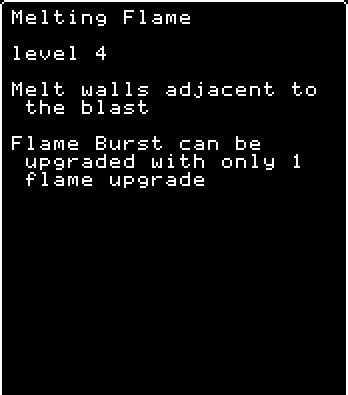 Melting Flame
level 4
Melt walls adjacent to
the blast
Flame Burst can be
upgraded with only 1
flame upgrade